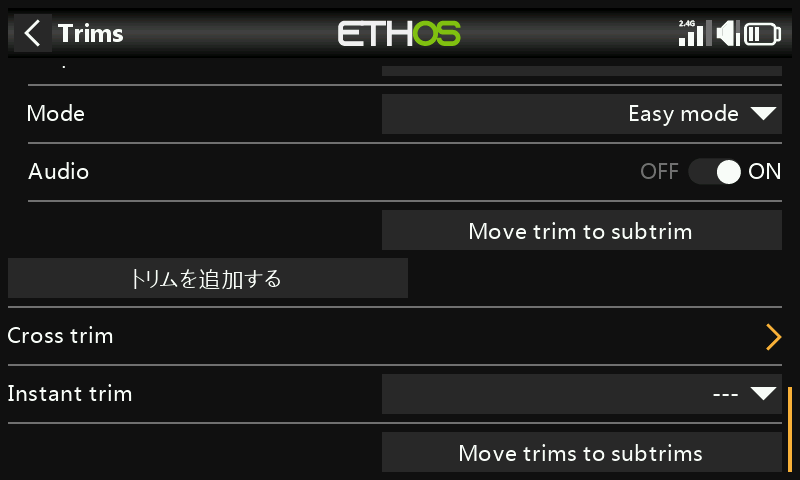 Trims
ETHOS
2.4G
Mode
Easy mode
Audio
OFF
ON
Move trim to subtrim
トリムを追加する
Cross trim
Instant trim
---
Move trims to subtrims